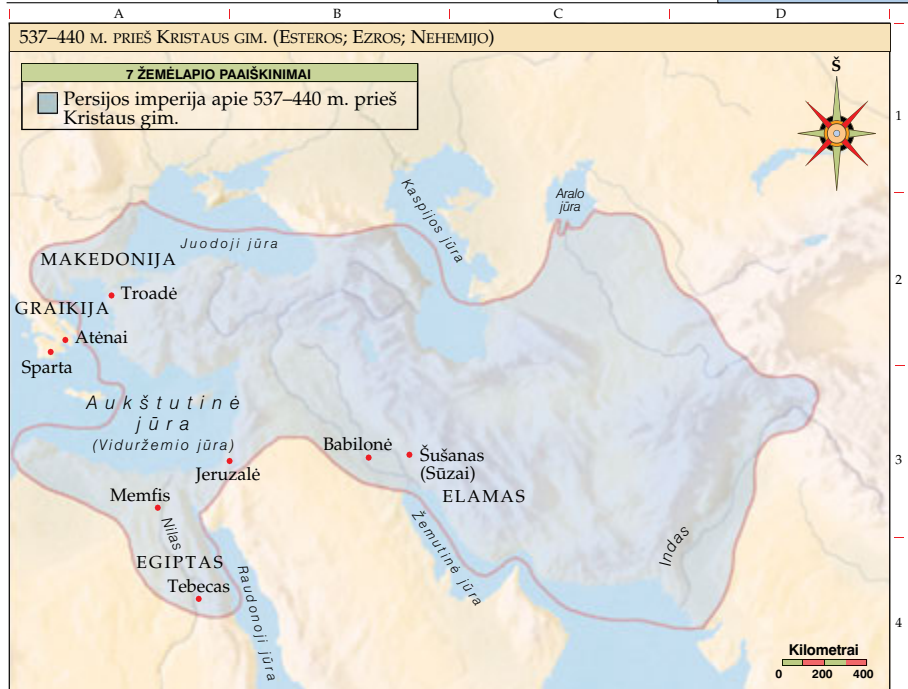 A B C D
537–440 M. PRIEŠ KRISTAUS GIM. (ESTEROS; EZROS; NEHEMIJO)
7 ŽEMĖLAPIO PAAIŠKINIMAI
Persijos imperija apie 537–440 m. prieš
Kristaus gim.
Š
1
Kaspijos jūra
Aralo
jūra
Juodoji jūra
MAKEDONIJA
2
Troadė
GRAIKIJA
Atėnai
Sparta
Aukštutinė
jūra
(Viduržemio jūra)
Babilonė
Šušanas
(Sūzai)
3
Jeruzalė
ELAMAS
Memfis
Nilas
Žemutinė jūra
Indas
EGIPTAS
Tebecas
Raudonoji jūra
4
Kilometrai
0 200 400